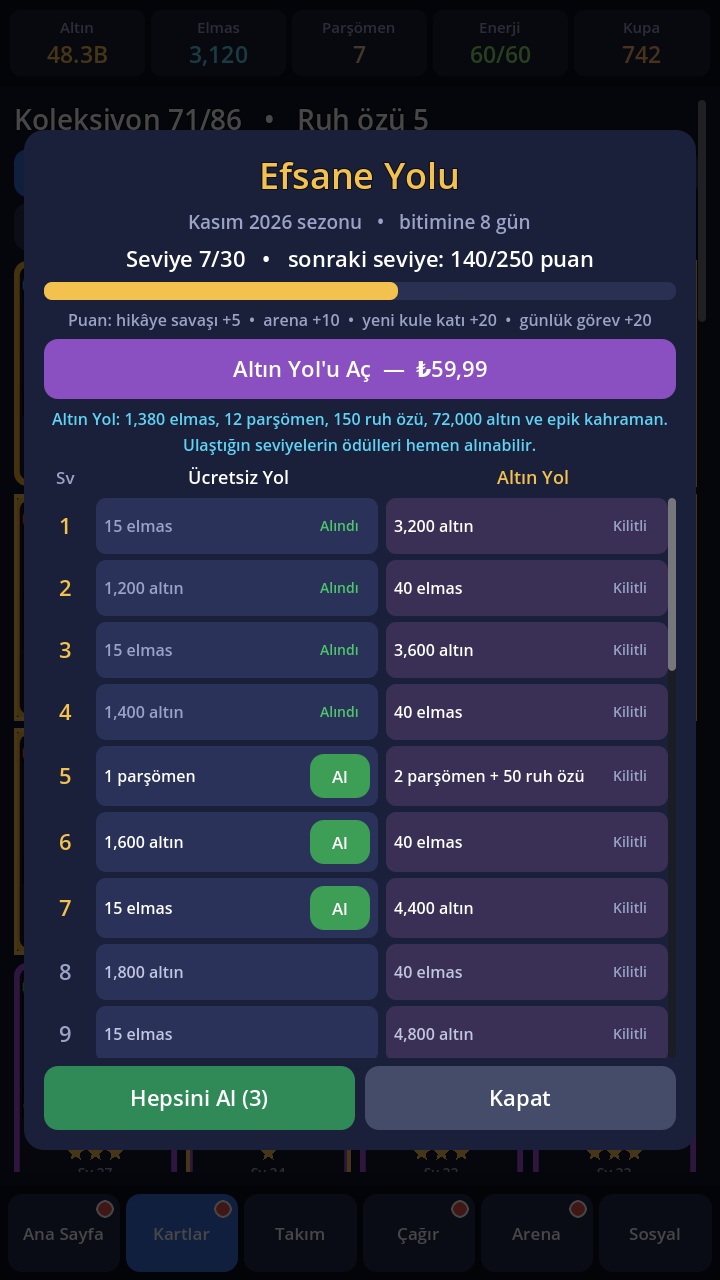 Altın Elmas Parşömen Enerji Kupa
48.3B 3,120 7 60/60 742
Koleksiyon 71/86 • Ruh özü 5
Efsane Yolu
Kasım 2026 sezonu • bitimine 8 gün
Seviye 7/30 • sonraki seviye: 140/250 puan
Puan: hikâye savaşı +5 • arena +10 • yeni kule katı +20 • günlük görev +20
Altın Yol'u Aç — ₺59,99
Altın Yol: 1,380 elmas, 12 parşömen, 150 ruh özü, 72,000 altın ve epik kahraman.
Ulaştığın seviyelerin ödülleri hemen alınabilir.
Sv Ücretsiz Yol Altın Yol
1 15 elmas Alındı 3,200 altın Kilitli
2 1,200 altın Alındı 40 elmas Kilitli
3 15 elmas Alındı 3,600 altın Kilitli
4 1,400 altın Alındı 40 elmas Kilitli
5 1 parşömen Al 2 parşömen + 50 ruh özü Kilitli
6 1,600 altın Al 40 elmas Kilitli
7 15 elmas Al 4,400 altın Kilitli
8 1,800 altın 40 elmas Kilitli
9 15 elmas 4,800 altın Kilitli
Hepsini Al (3) Kapat
Ana Sayfa Kartlar Takım Çağır Arena Sosyal